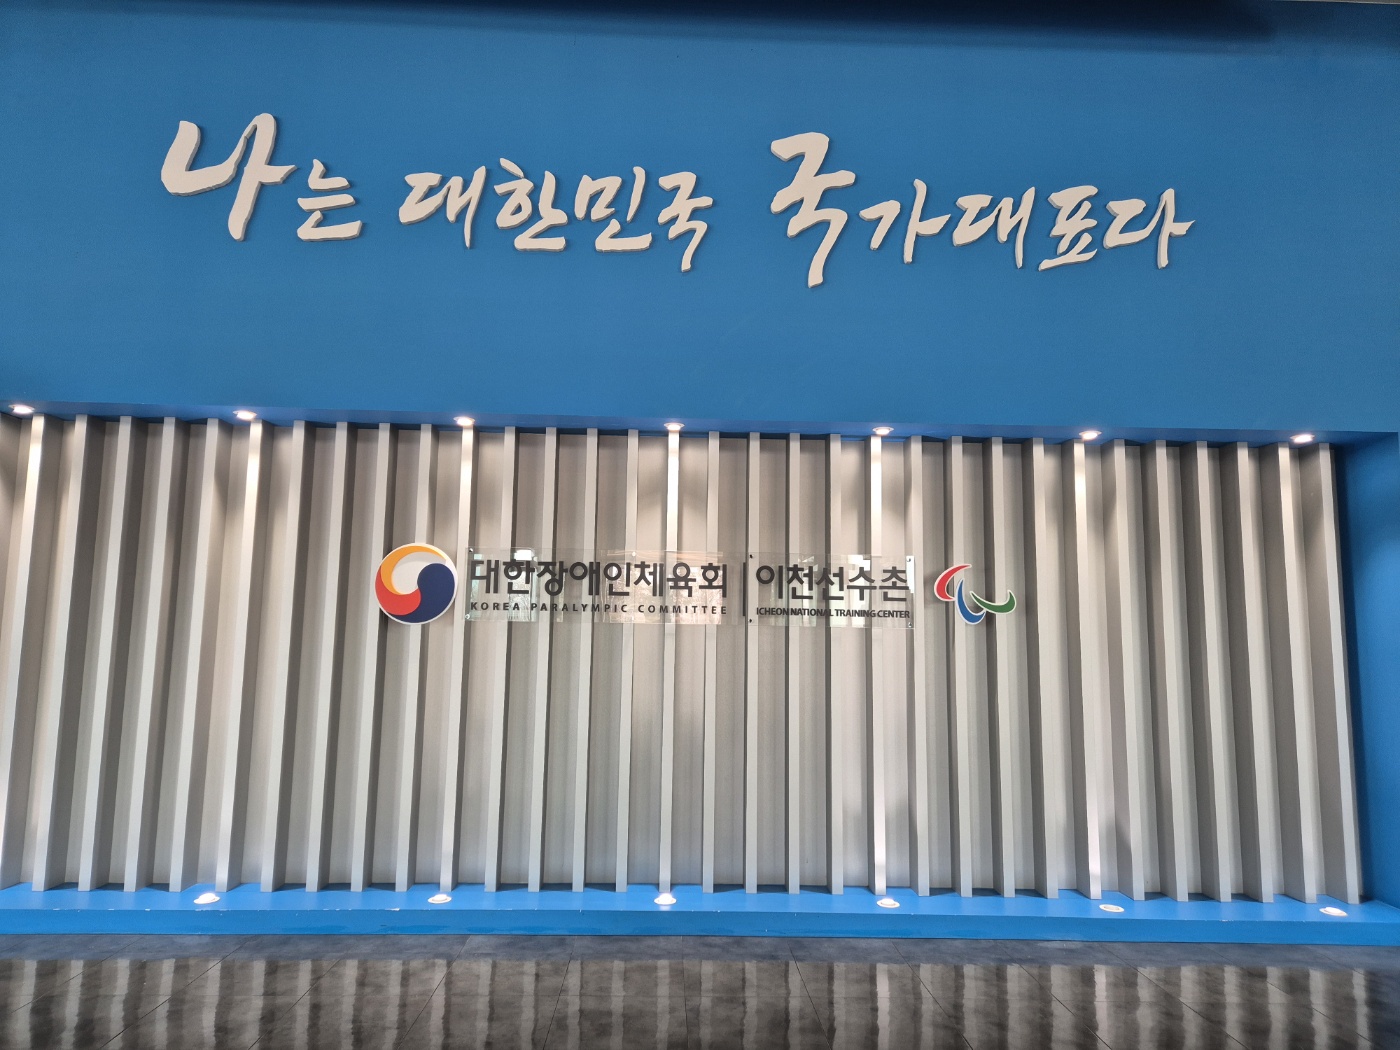 나는 대한민국 국가대표다
대한장애인체육회 | 이천선수촌
KOREA PARALYMPIC COMMITTEE ICHEON NATIONAL TRAINING CENTER